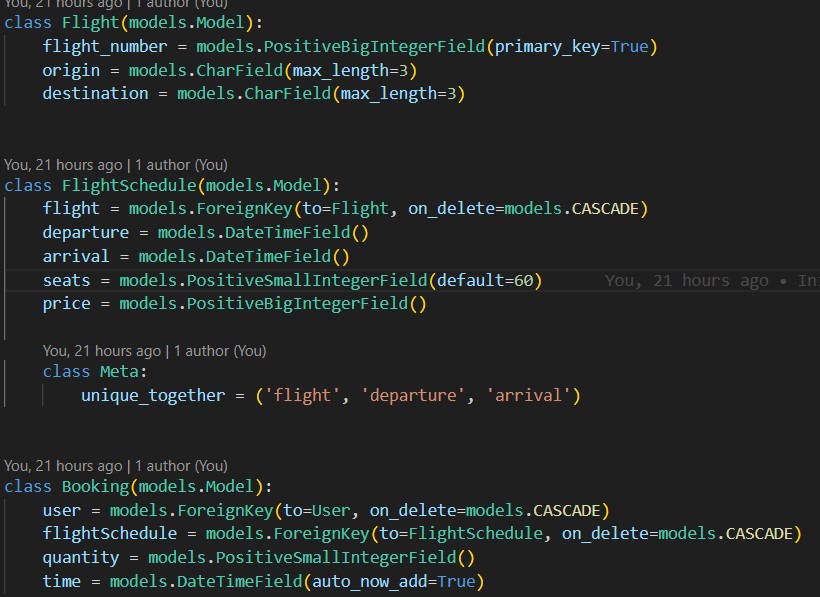 You, 21 hours ago | 1 author (You)
class Flight(models.Model):
    flight_number = models.PositiveBigIntegerField(primary_key=True)
    origin = models.CharField(max_length=3)
    destination = models.CharField(max_length=3)
You, 21 hours ago | 1 author (You)
class FlightSchedule(models.Model):
    flight = models.ForeignKey(to=Flight, on_delete=models.CASCADE)
    departure = models.DateTimeField()
    arrival = models.DateTimeField()
    seats = models.PositiveSmallIntegerField(default=60) You, 21 hours ago • In
    price = models.PositiveBigIntegerField()
    You, 21 hours ago | 1 author (You)
    class Meta:
        unique_together = ('flight', 'departure', 'arrival')
You, 21 hours ago | 1 author (You)
class Booking(models.Model):
    user = models.ForeignKey(to=User, on_delete=models.CASCADE)
    flightSchedule = models.ForeignKey(to=FlightSchedule, on_delete=models.CASCADE)
    quantity = models.PositiveSmallIntegerField()
    time = models.DateTimeField(auto_now_add=True)